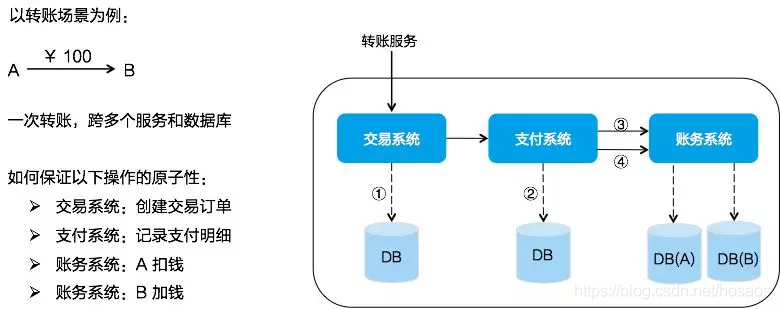 以转账场景为例：
¥ 100
A
B
一次转账，跨多个服务和数据库
如何保证以下操作的原子性：
➢ 交易系统：创建交易订单
➢ 支付系统：记录支付明细
➢ 账务系统：A 扣钱
➢ 账务系统：B 加钱
转账服务
交易系统
支付系统
账务系统
③
④
①
②
DB
DB
DB(A)
DB(B)
https://blog.csdn.net/hosaos